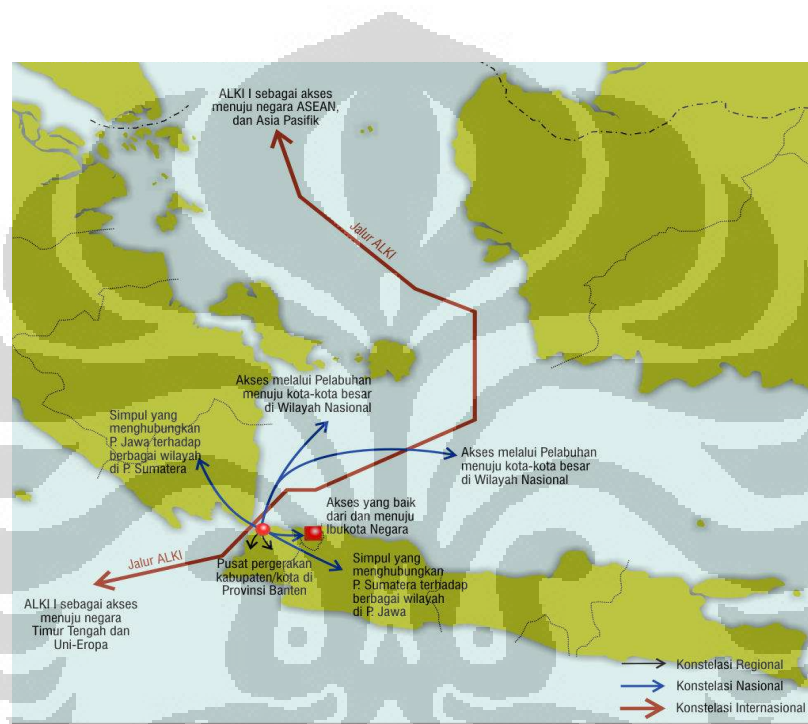 ALKI I sebagai akses
menuju negara ASEAN,
dan Asia Pasifik
Jalur ALKI
Akses melalui Pelabuhan
menuju kota-kota besar
di Wilayah Nasional
Simpul yang
menghubungkan
P. Jawa terhadap
berbagai wilayah
di P. Sumatera
Akses melalui Pelabuhan
menuju kota-kota besar
di Wilayah Nasional
Akses yang baik
dari dan menuju
Ibukota Negara
Jalur ALKI
Pusat pergerakan
kabupaten/kota di
Provinsi Banten
Simpul yang
menghubungkan
P. Sumatera terhadap
berbagai wilayah
di P. Jawa
ALKI I sebagai akses
menuju negara
Timur Tengah dan
Uni-Eropa
Konstelasi Regional
Konstelasi Nasional
Konstelasi Internasional